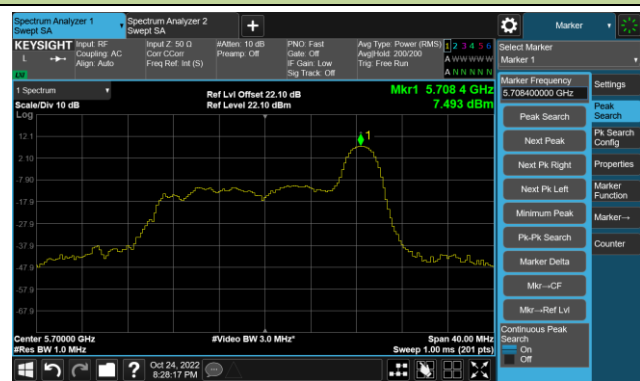 Spectrum Analyzer 1
Swept SA
Spectrum Analyzer 2
Swept SA
+
Marker
KEYSIGHT
L
Input: RF
Coupling: AC
Align: Auto
Input Z: 50 Ω
Corr CCorr
Freq Ref: Int (S)
#Atten: 10 dB
Preamp: Off
PNO: Fast
Gate: Off
IF Gain: Low
Sig Track: Off
Avg Type: Power (RMS)
Avg|Hold: 200/200
Trig: Free Run
1 2 3 4 5 6
A W W W W W
A N N N N N
LW
Select Marker
Marker 1
1 Spectrum
Scale/Div 10 dB
Log
Ref Lvl Offset 22.10 dB
Ref Level 22.10 dBm
Mkr1 5.708 4 GHz
7.493 dBm
1
12.1
2.10
-7.90
-17.9
-27.9
-37.9
-47.9
-57.9
-67.9
Center 5.70000 GHz
#Res BW 1.0 MHz
#Video BW 3.0 MHz*
Span 40.00 MHz
Sweep 1.00 ms (201 pts)
Marker Frequency
5.708400000 GHz
Peak Search
Next Peak
Next Pk Right
Next Pk Left
Minimum Peak
Pk-Pk Search
Marker Delta
Mkr→CF
Mkr→Ref Lvl
Continuous Peak
Search
On
Off
Settings
Peak
Search
Pk Search
Config
Properties
Marker
Function
Marker→
Counter
?
Oct 24, 2022
8:28:17 PM